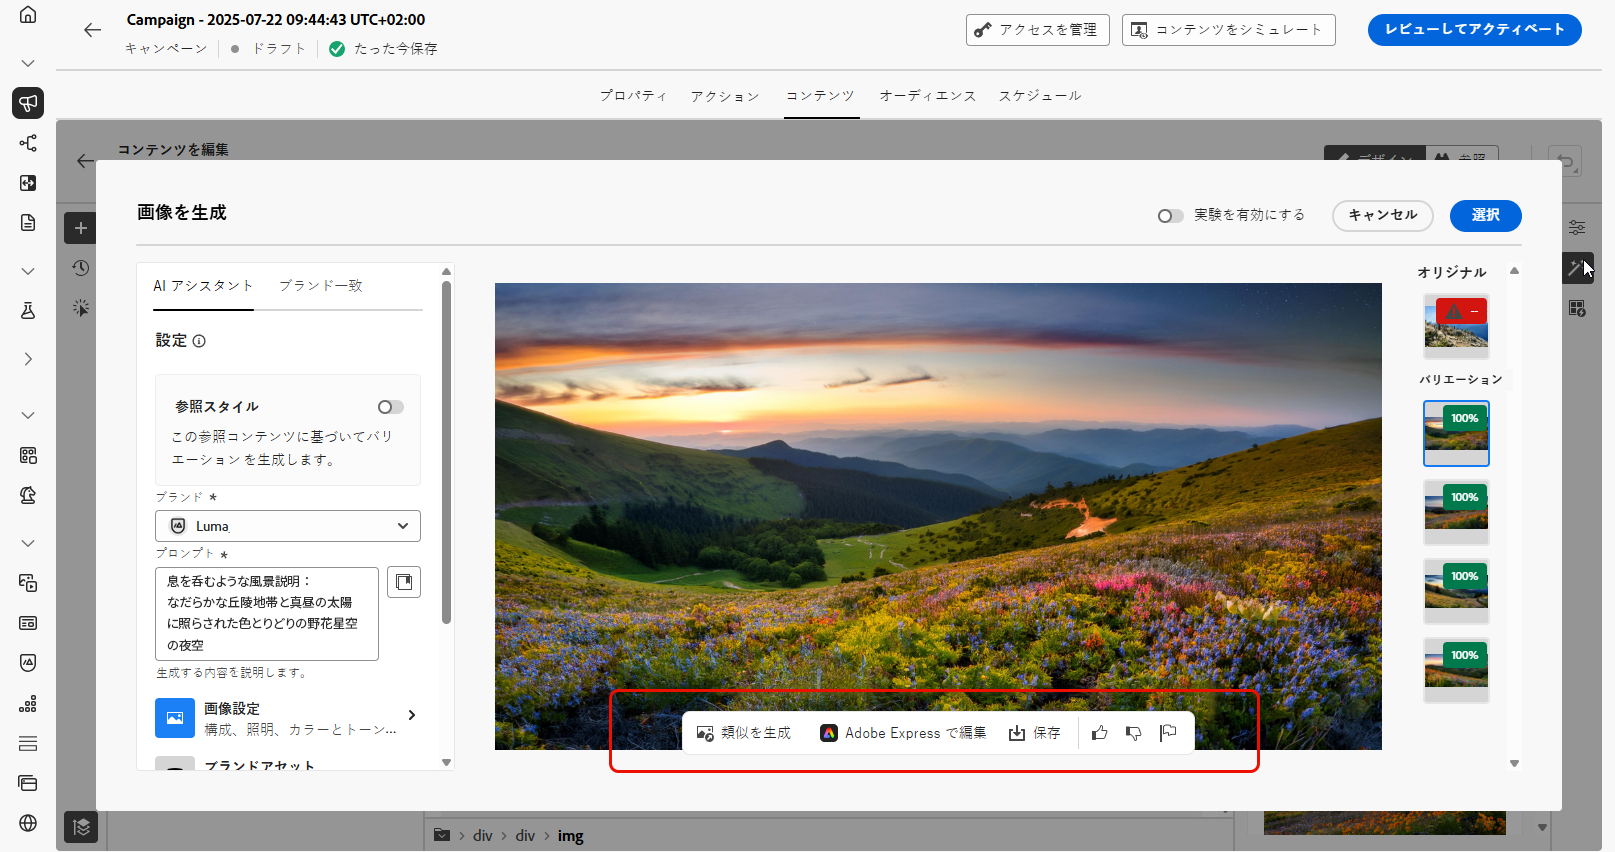 Campaign - 2025-07-22 09:44:43 UTC+02:00
キャンペーン ドラフト たった今保存
アクセスを管理 コンテンツをシミュレート レビューしてアクティベート
プロパティ アクション コンテンツ オーディエンス スケジュール
コンテンツを編集
デザイン 参照
画像を生成
実験を有効にする キャンセル 選択
AI アシスタント ブランド一致
設定
参照スタイル
この参照コンテンツに基づいてバリ
エーションを生成します。
ブランド *
Luma
プロンプト *
息を呑むような風景説明：
なだらかな丘陵地帯と真昼の太陽
に照らされた色とりどりの野花星空
の夜空
生成する内容を説明します。
画像設定
構成、照明、カラーとトーン...
ブランドアセット
類似を生成 Adobe Express で編集 保存
オリジナル
--
バリエーション
100%
100%
100%
100%
div > div > img